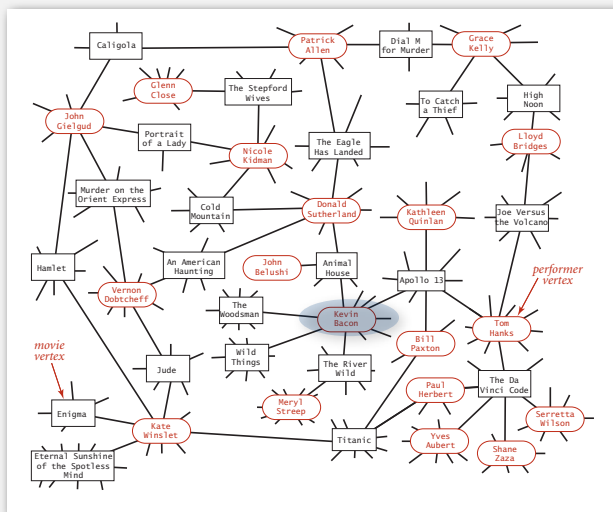 Caligola
Patrick
Allen
Dial M
for Murder
Grace
Kelly
Glenn
Close
The Stepford
Wives
To Catch
a Thief
High
Noon
John
Gielgud
Portrait
of a Lady
Nicole
Kidman
The Eagle
Has Landed
Lloyd
Bridges
Murder on the
Orient Express
Cold
Mountain
Donald
Sutherland
Kathleen
Quinlan
Joe Versus
the Volcano
Hamlet
An American
Haunting
John
Belushi
Animal
House
Apollo 13
performer
vertex
Vernon
Dobtcheff
The
Woodsman
Kevin
Bacon
Bill
Paxton
Tom
Hanks
movie
vertex
Jude
Wild
Things
The River
Wild
Paul
Herbert
The Da
Vinci Code
Enigma
Kate
Winslet
Meryl
Streep
Titanic
Yves
Aubert
Shane
Zaza
Serretta
Wilson
Eternal Sunshine
of the Spotless
Mind